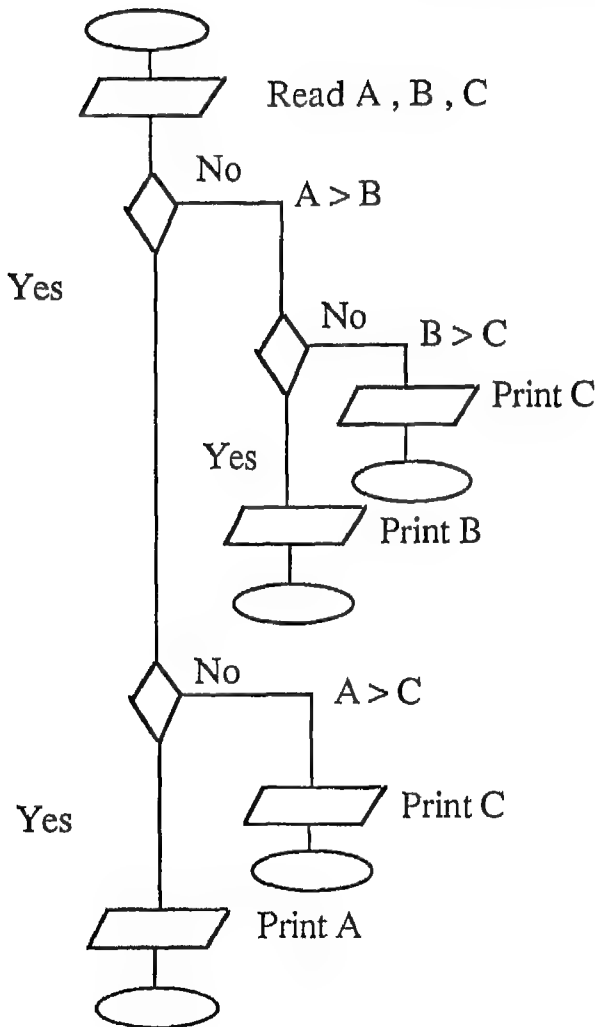 Read A , B , C
No
A > B
Yes
No
B > C
Print C
Yes
Print B
No
A > C
Yes
Print C
Print A